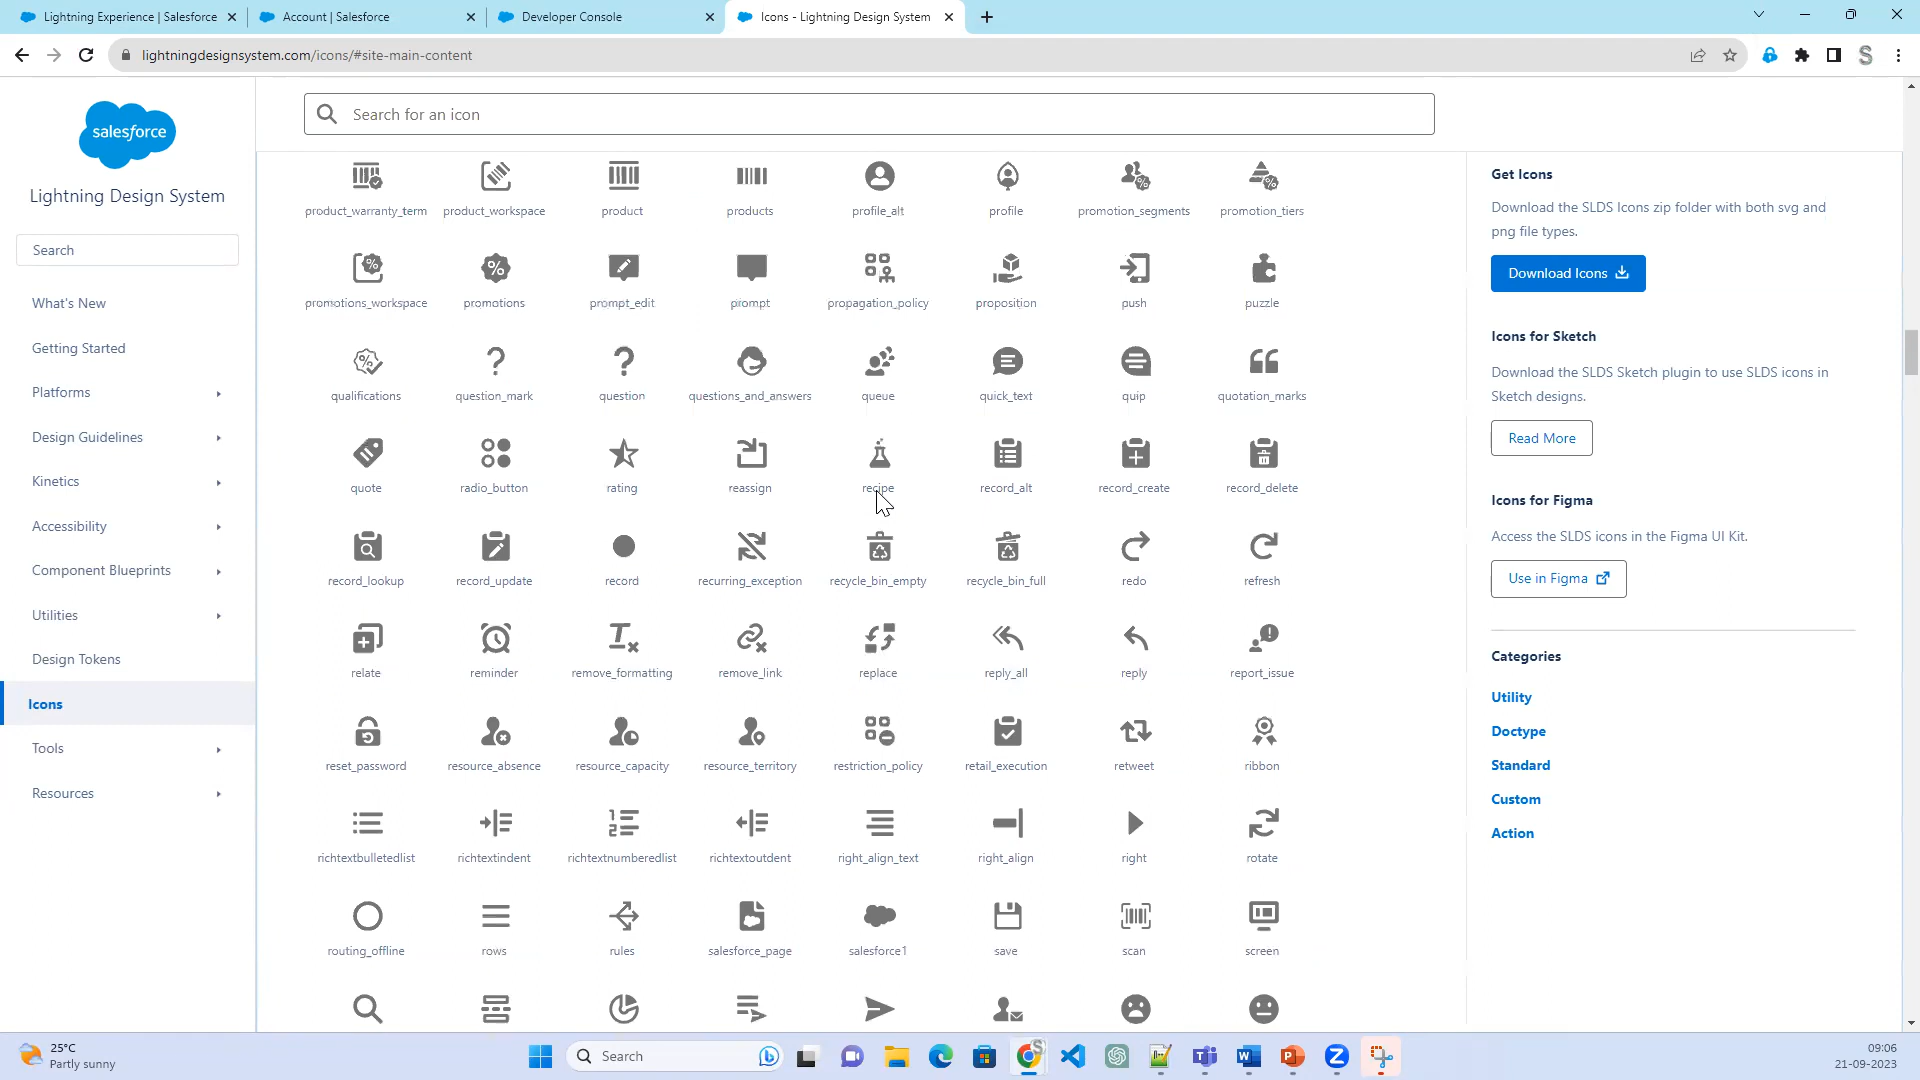 Lightning Experience | Salesforce
Account | Salesforce
Developer Console
Icons - Lightning Design System
lightningdesignsystem.com/icons/#site-main-content
S
salesforce
Lightning Design System
Search
What's New
Getting Started
Platforms
Design Guidelines
Kinetics
Accessibility
Component Blueprints
Utilities
Design Tokens
Icons
Tools
Resources
Search for an icon
product_warranty_term product_workspace product products profile_alt profile promotion_segments promotion_tiers
promotions_workspace promotions prompt_edit prompt propagation_policy proposition push puzzle
qualifications question_mark question questions_and_answers queue quick_text quip quotation_marks
quote radio_button rating reassign recipe record_alt record_create record_delete
record_lookup record_update record recurring_exception recycle_bin_empty recycle_bin_full redo refresh
relate reminder remove_formatting remove_link replace reply_all reply report_issue
reset_password resource_absence resource_capacity resource_territory restriction_policy retail_execution retweet ribbon
richtextbulletedlist richtextindent richtextnumberedlist richtextoutdent right_align_text right_align right rotate
routing_offline rows rules salesforce_page salesforce1 save scan screen
Get Icons
Download the SLDS Icons zip folder with both svg and
png file types.
Download Icons
Icons for Sketch
Download the SLDS Sketch plugin to use SLDS icons in
Sketch designs.
Read More
Icons for Figma
Access the SLDS icons in the Figma UI Kit.
Use in Figma
Categories
Utility
Doctype
Standard
Custom
Action
25°C
Partly sunny
Search
09:06
21-09-2023